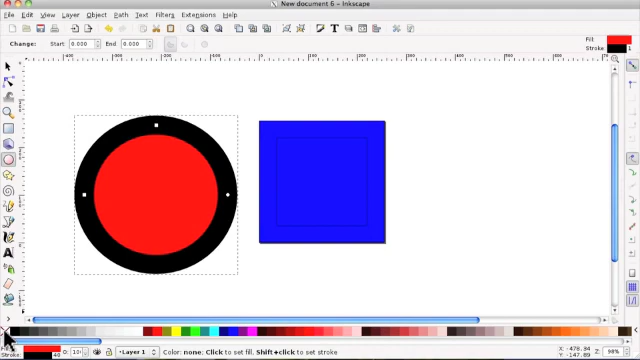 New document 6 - Inkscape
File Edit View Layer Object Path Text Filters Extensions Help
Change: Start: 0.000 End: 0.000
Fill:
Stroke: 1
Fill:
Stroke: 40 O: Layer 1 Color: none; Click to set fill, Shift+click to set stroke X: -478.34
Y: -147.89 98%